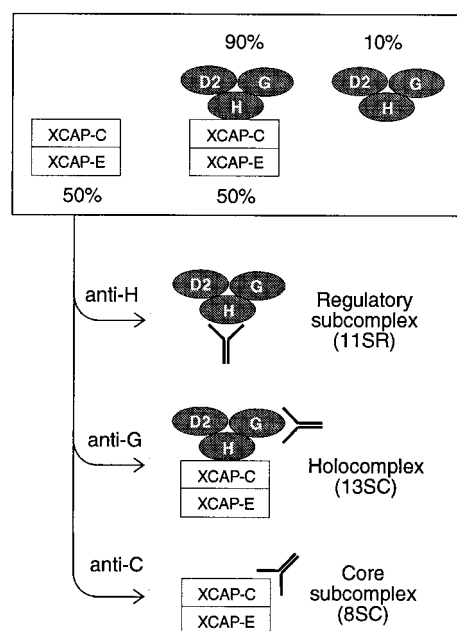 90% 10%
D2 G D2 G
H H
XCAP-C XCAP-C
XCAP-E XCAP-E
50% 50%
anti-H
D2 G
H
Regulatory
subcomplex
(11SR)
anti-G
D2 G
H
XCAP-C
XCAP-E
Holocomplex
(13SC)
anti-C
XCAP-C
XCAP-E
Core
subcomplex
(8SC)